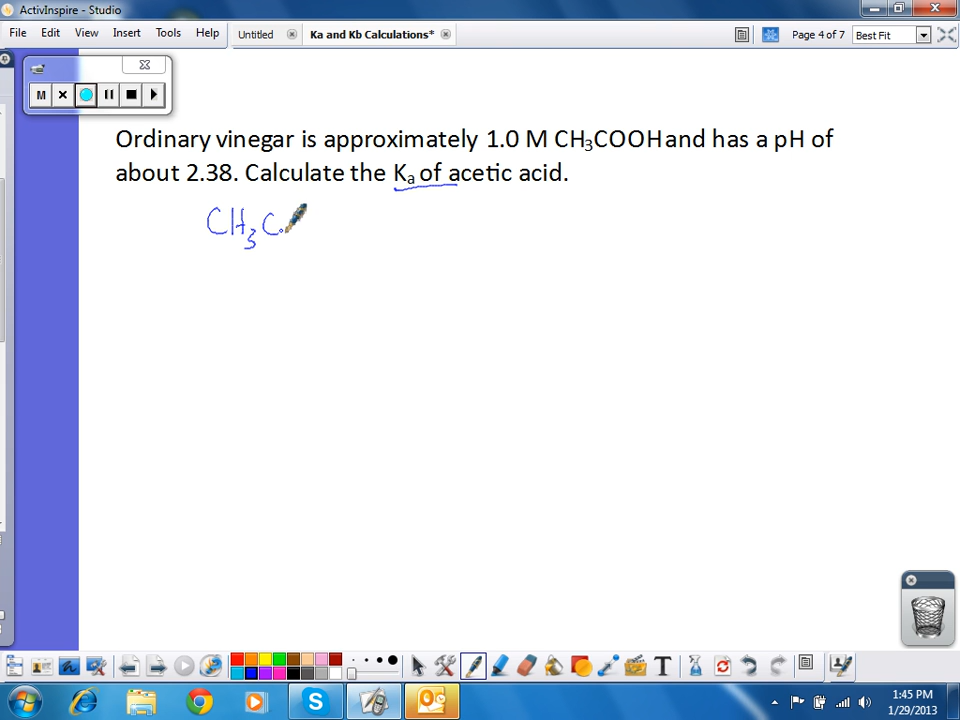 ActivInspire - Studio
File Edit View Insert Tools Help Untitled Ka and Kb Calculations* Page 4 of 7 Best Fit
M
Ordinary vinegar is approximately 1.0 M CH₃COOH and has a pH of
about 2.38. Calculate the Kₐ of acetic acid.
CH₃C
T
S
1:45 PM
1/29/2013